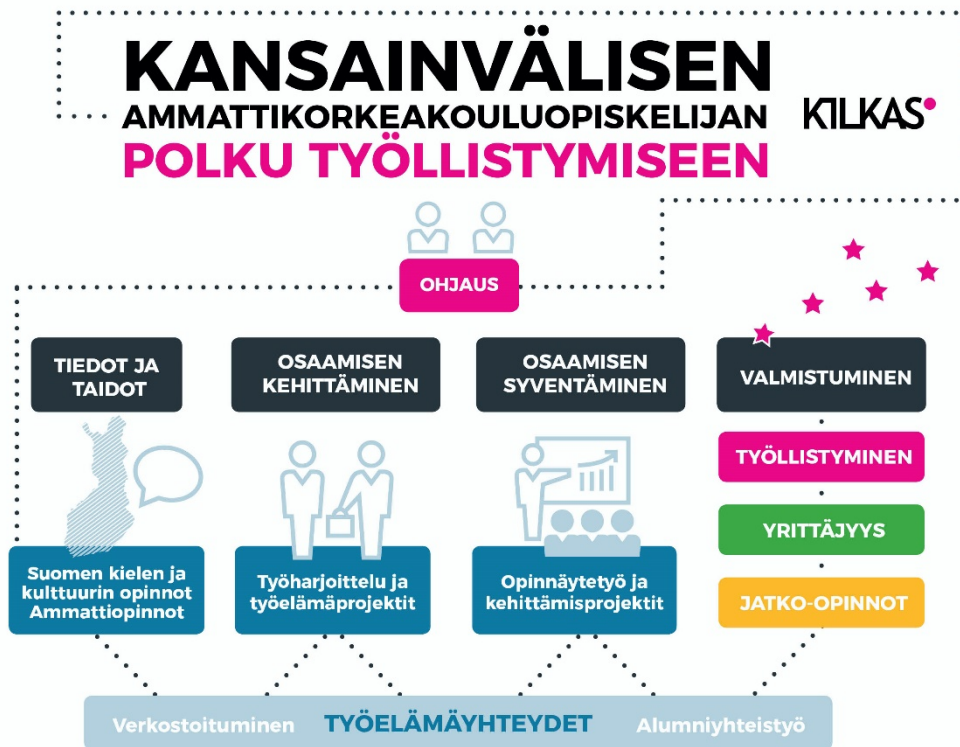 KANSAINVÄLISEN
AMMATTIKORKEAKOULUOPISKELIJAN
POLKU TYÖLLISTYMISEEN
KILKAS
OHJAUS
TIEDOT JA
TAIDOT
Suomen kielen ja
kulttuurin opinnot
Ammattiopinnot
OSAAMISEN
KEHITTÄMINEN
Työharjoittelu ja
työelämäprojektit
OSAAMISEN
SYVENTÄMINEN
Opinnäytetyö ja
kehittämisprojektit
VALMISTUMINEN
TYÖLLISTYMINEN
YRITTÄJYYS
JATKO-OPINNOT
Verkostoituminen TYÖELÄMÄYHTEYDET Alumniyhteistyö